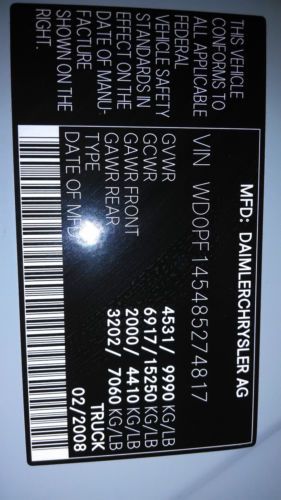 MFD: DAIMLERCHRYSLER AG
VIN WD0PF145485274817
GVWR 4531// 9990 KG/LB
GCWR 6917//15250 KG/LB
GAWR FRONT 2000// 4410 KG/LB
GAWR REAR 3202// 7060 KG/LB
TYPE TRUCK
DATE OF MFD 02/2008
THIS VEHICLE
CONFORMS TO
ALL APPLICABLE
FEDERAL
VEHICLE SAFETY
STANDARDS IN
EFFECT ON THE
DATE OF MANU-
FACTURE
SHOWN ON THE
RIGHT.